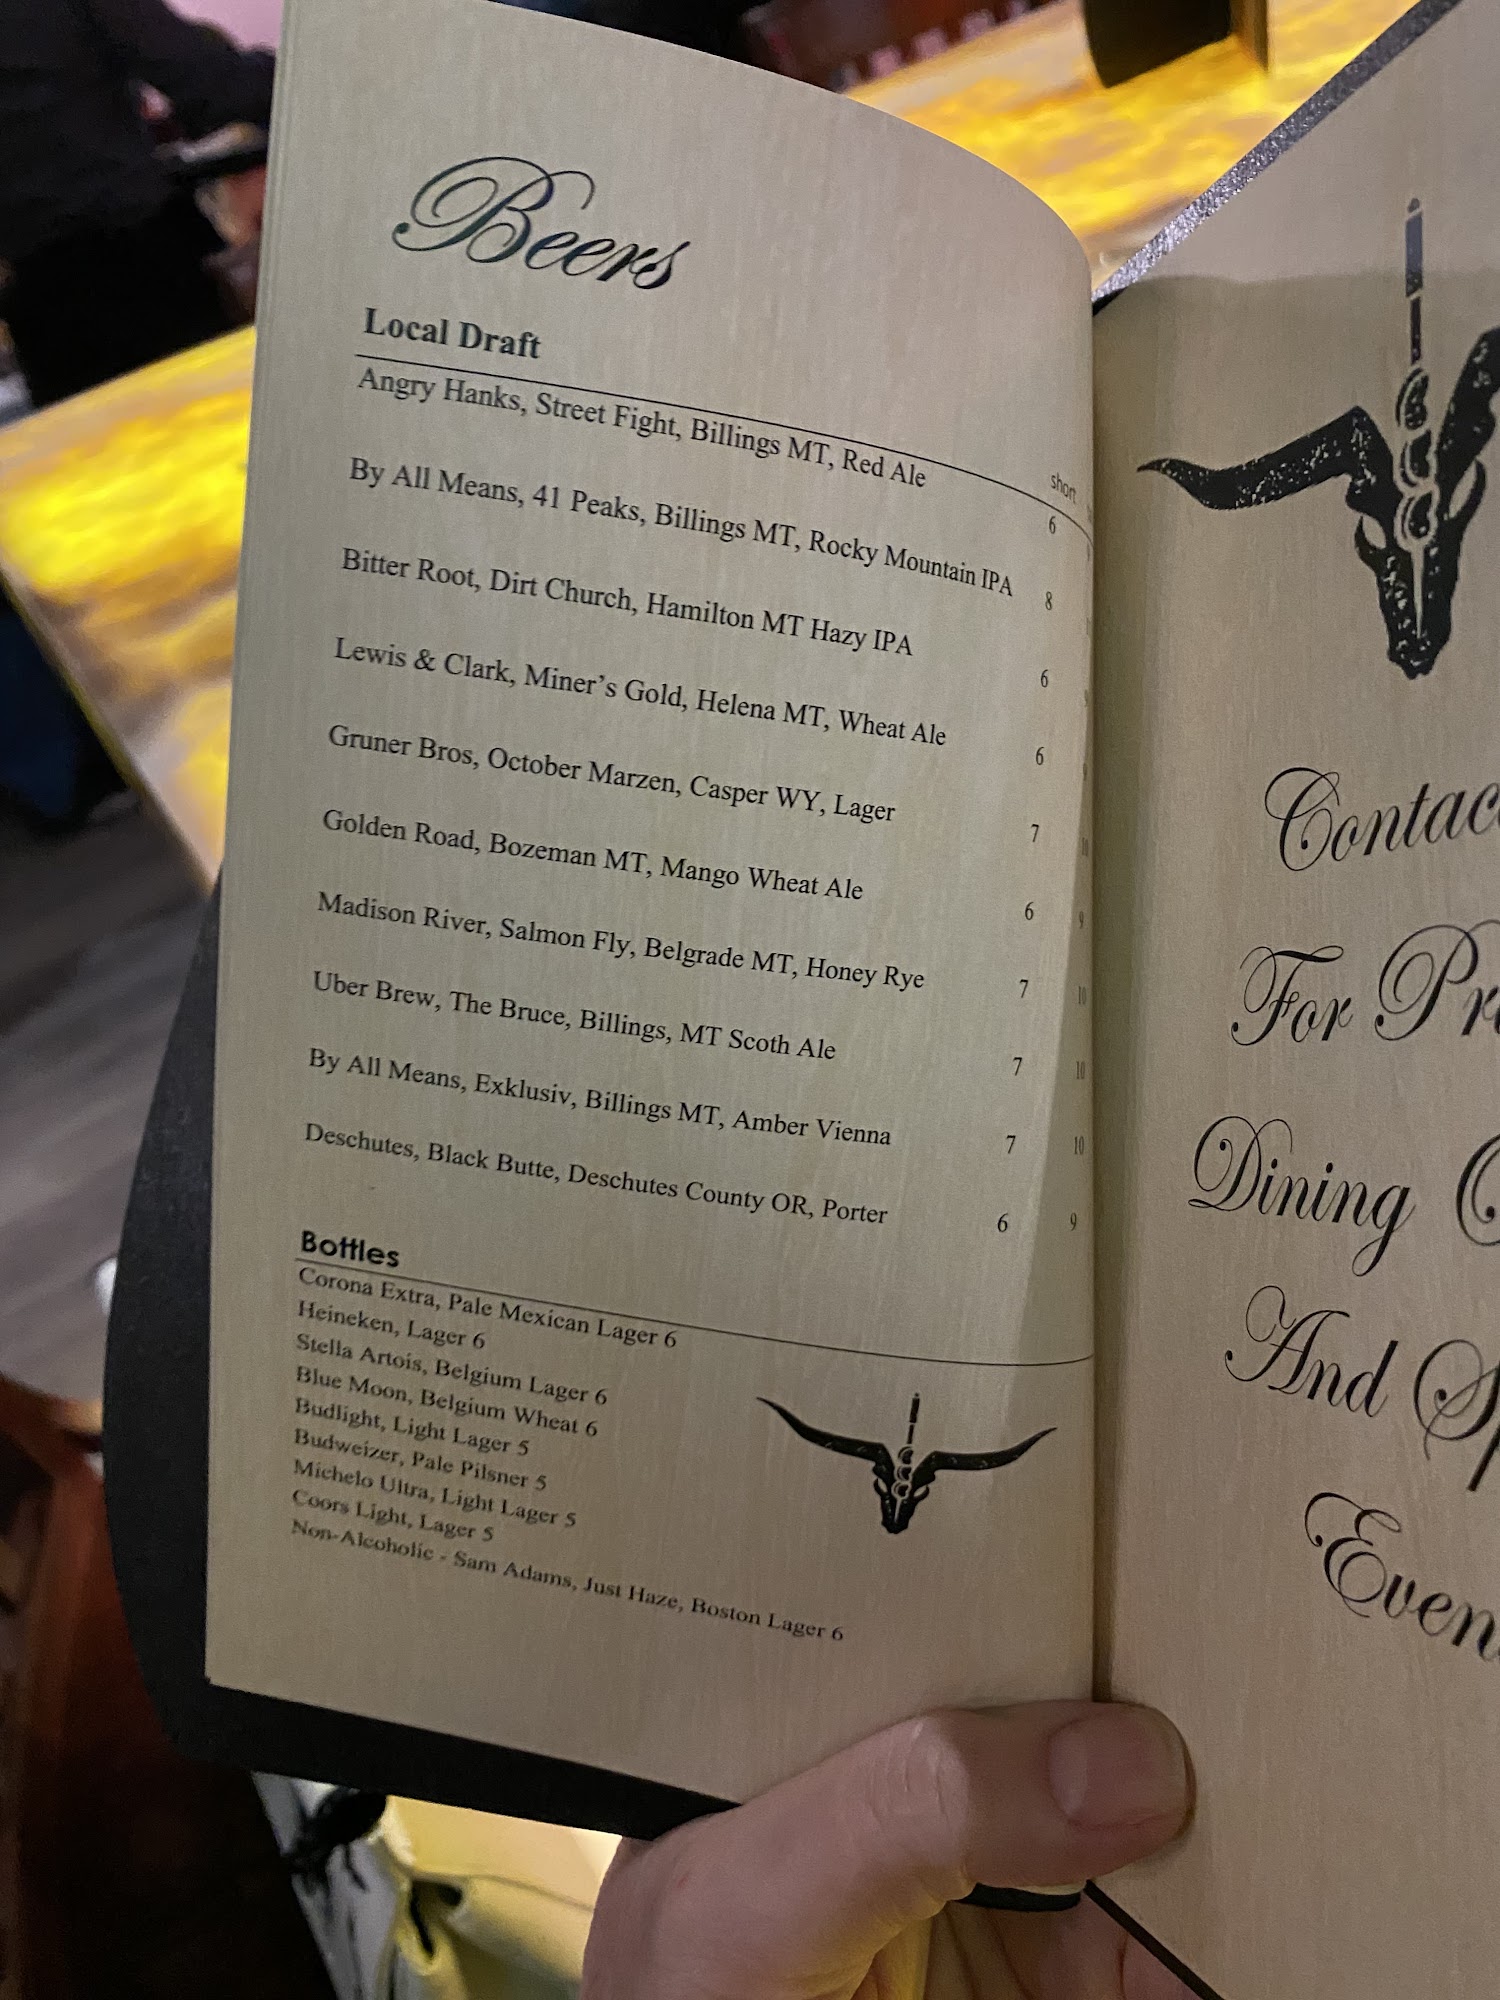 Beers
Local Draft
short
Angry Hanks, Street Fight, Billings MT, Red Ale 6
By All Means, 41 Peaks, Billings MT, Rocky Mountain IPA 8
Bitter Root, Dirt Church, Hamilton MT Hazy IPA 6
Lewis & Clark, Miner's Gold, Helena MT, Wheat Ale 6
Gruner Bros, October Marzen, Casper WY, Lager 7 10
Golden Road, Bozeman MT, Mango Wheat Ale 6 9
Madison River, Salmon Fly, Belgrade MT, Honey Rye 7 10
Uber Brew, The Bruce, Billings, MT Scoth Ale 7 10
By All Means, Exklusiv, Billings MT, Amber Vienna 7 10
Deschutes, Black Butte, Deschutes County OR, Porter 6 9
Bottles
Corona Extra, Pale Mexican Lager 6
Heineken, Lager 6
Stella Artois, Belgium Lager 6
Blue Moon, Belgium Wheat 6
Budlight, Light Lager 5
Budweizer, Pale Pilsner 5
Michelo Ultra, Light Lager 5
Coors Light, Lager 5
Non-Alcoholic - Sam Adams, Just Haze, Boston Lager 6
Contac
For Pri
Dining
And Sp
Even